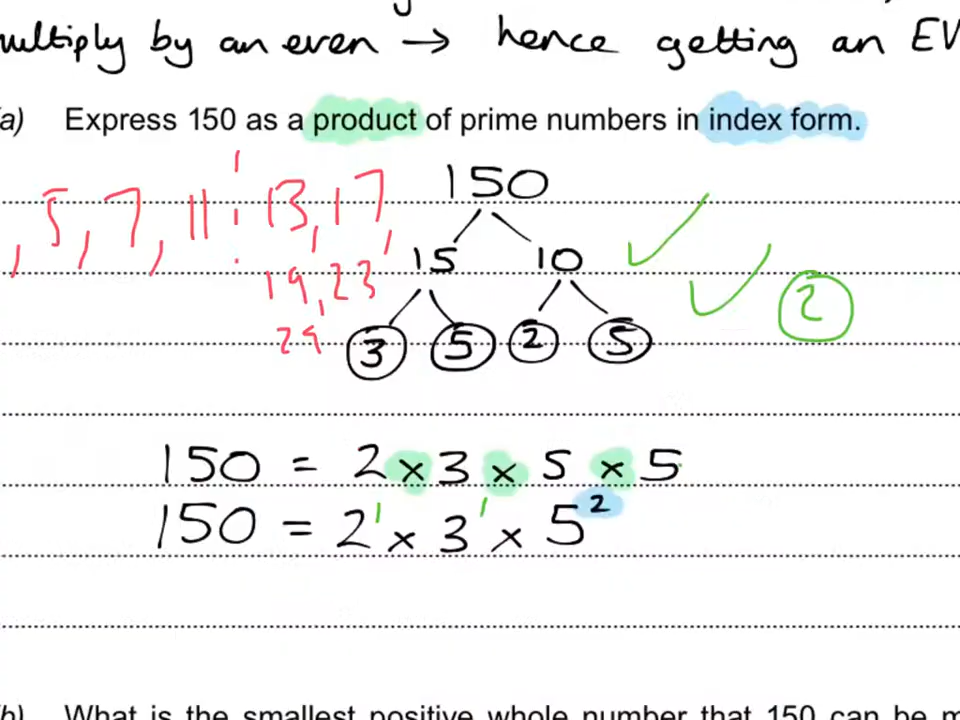 multiply by an even → hence getting an EV
(a) Express 150 as a product of prime numbers in index form.
150
, 5, 7, 11, 13, 17,
15 10
19, 23
29
3 5 2 5
✓ ✓ 2
150 = 2 × 3 × 5 × 5
150 = 2¹ × 3¹ × 5²
(b) What is the smallest positive whole number that 150 can be m